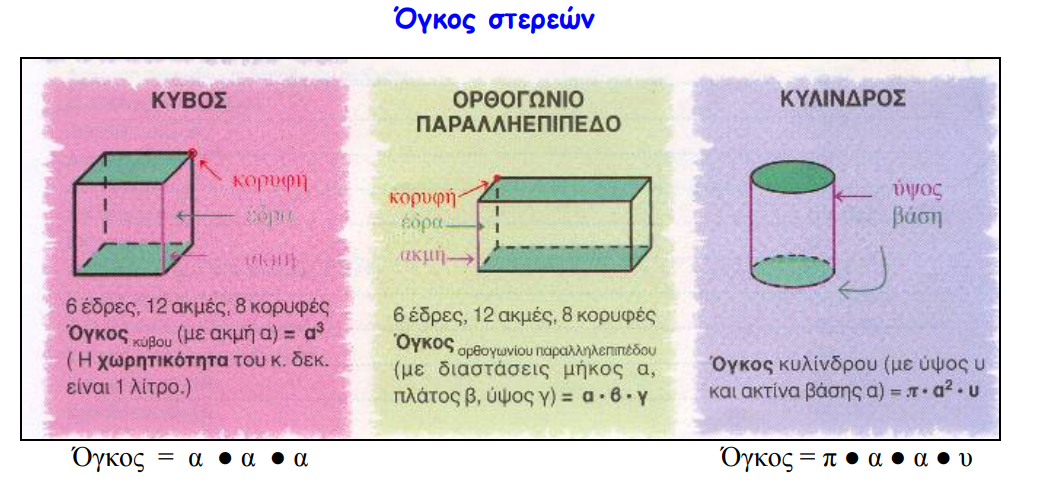 Όγκος στερεών
ΚΥΒΟΣ
κορυφή
έδρα
ακμή
6 έδρες, 12 ακμές, 8 κορυφές
Όγκος κύβου (με ακμή α) = α³
( Η χωρητικότητα του κ. δεκ.
είναι 1 λίτρο.)
ΟΡΘΟΓΩΝΙΟ
ΠΑΡΑΛΛΗΕΠΙΠΕΔΟ
κορυφή
έδρα
ακμή
6 έδρες, 12 ακμές, 8 κορυφές
Όγκος ορθογωνίου παραλληλεπιπέδου
(με διαστάσεις μήκος α,
πλάτος β, ύψος γ) = α · β · γ
ΚΥΛΙΝΔΡΟΣ
ύψος
βάση
Όγκος κυλίνδρου (με ύψος υ
και ακτίνα βάσης α) = π · α² · υ
Όγκος = α ● α ● α
Όγκος = π ● α ● α ● υ